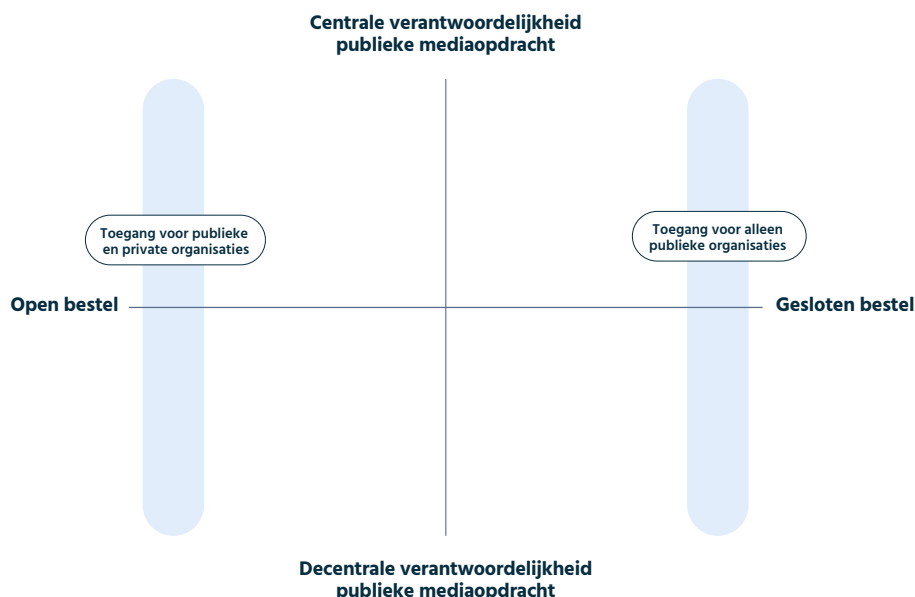 Centrale verantwoordelijkheid
publieke mediaopdracht
Toegang voor publieke
en private organisaties
Toegang voor alleen
publieke organisaties
Open bestel
Gesloten bestel
Decentrale verantwoordelijkheid
publieke mediaopdracht